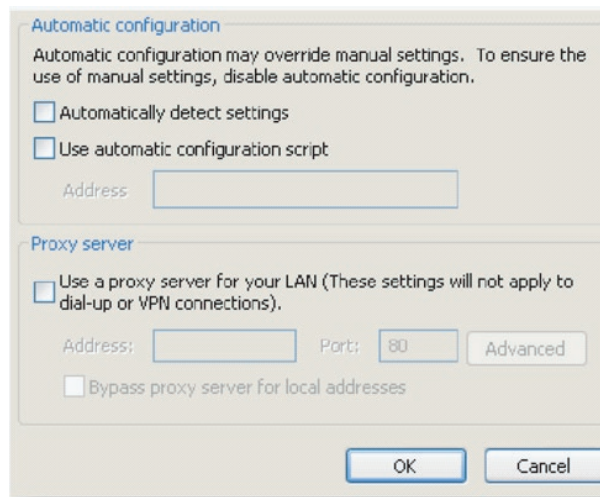 Automatic configuration
Automatic configuration may override manual settings. To ensure the
use of manual settings, disable automatic configuration.
Automatically detect settings
Use automatic configuration script
Address
Proxy server
Use a proxy server for your LAN (These settings will not apply to
dial-up or VPN connections).
Address: Port: 80 Advanced
Bypass proxy server for local addresses
OK Cancel